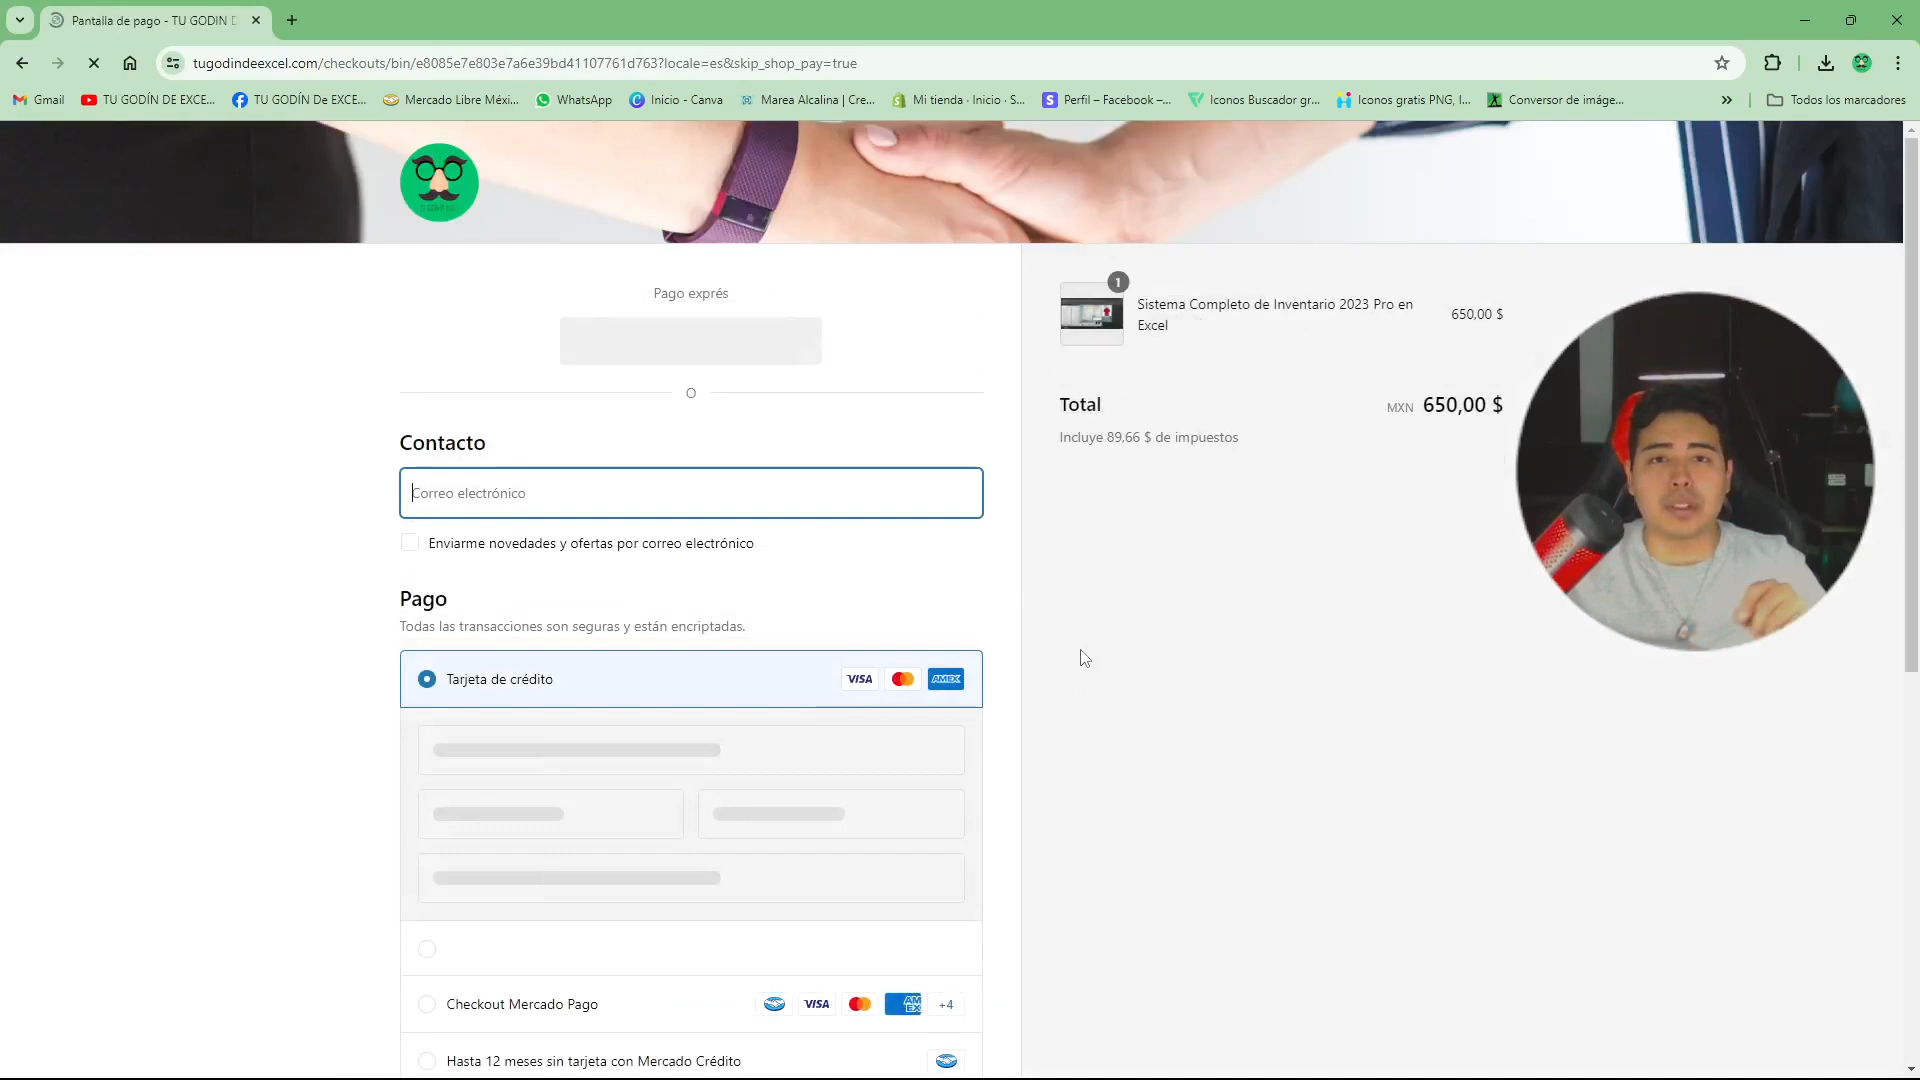 Pantalla de pago - TU GODIN D
tugodindeexcel.com/checkouts/bin/e8085e7e803e7a6e39bd41107761d763?locale=es&skip_shop_pay=true
Gmail
TU GODÍN DE EXCE...
TU GODÍN De EXCE...
Mercado Libre Méxi...
WhatsApp
Inicio - Canva
Marea Alcalina | Cre...
Mi tienda · Inicio · S...
Perfil – Facebook –...
Iconos Buscador gr...
Iconos gratis PNG, I...
Conversor de imáge...
Todos los marcadores
Pago exprés
O
Contacto
Correo electrónico
Enviarme novedades y ofertas por correo electrónico
Pago
Todas las transacciones son seguras y están encriptadas.
Tarjeta de crédito
VISA
AMEX
Checkout Mercado Pago
VISA
AMEX
+4
Hasta 12 meses sin tarjeta con Mercado Crédito
1
Sistema Completo de Inventario 2023 Pro en
Excel
650,00 $
Total
MXN 650,00 $
Incluye 89,66 $ de impuestos